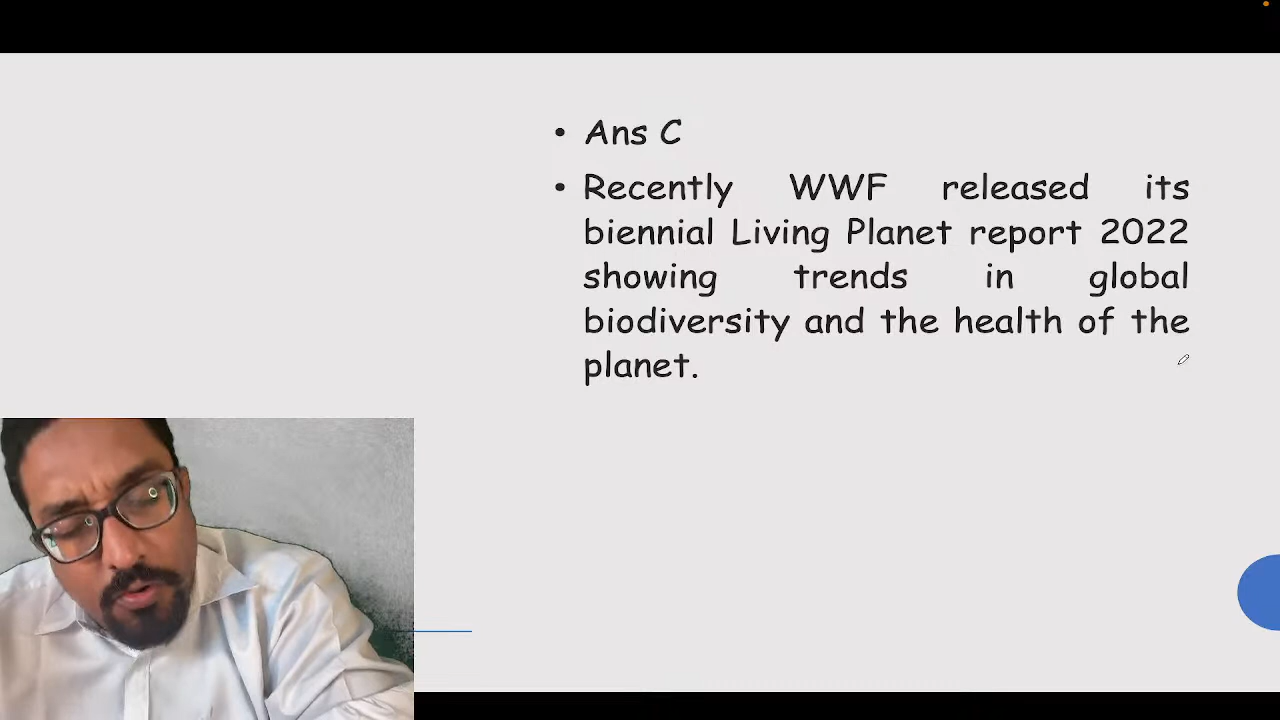 • Ans C
• Recently WWF released its
biennial Living Planet report 2022
showing trends in global
biodiversity and the health of the
planet.